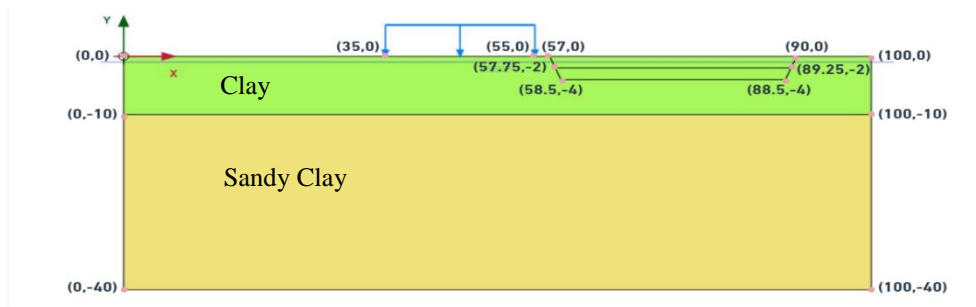 Y
(35,0) (55,0) (57,0) (90,0)
(0,0) (100,0)
X
(57.75,-2) (89.25,-2)
Clay
(58.5,-4) (88.5,-4)
(0,-10) (100,-10)
Sandy Clay
(0,-40) (100,-40)